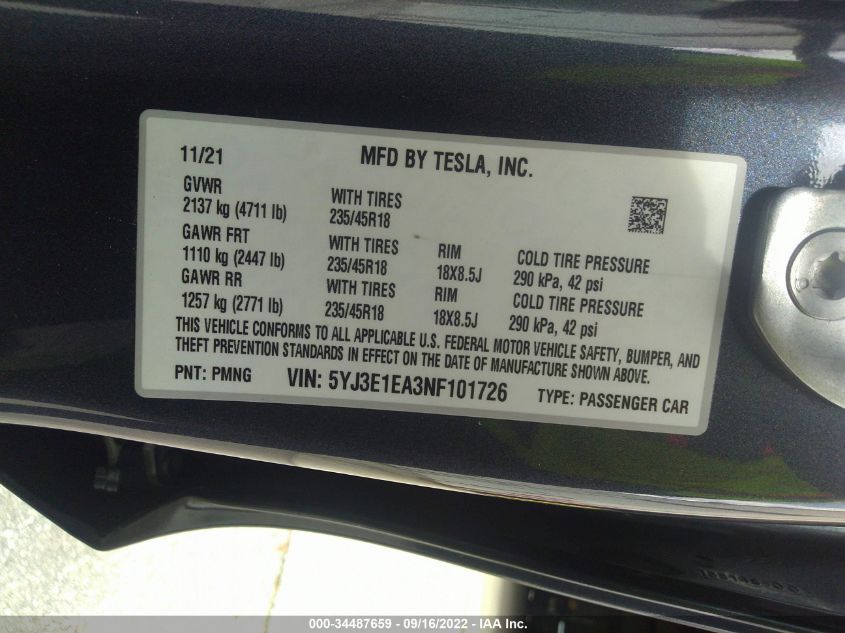 11/21 MFD BY TESLA, INC.
GVWR
2137 kg (4711 lb) WITH TIRES 235/45R18
GAWR FRT
1110 kg (2447 lb) WITH TIRES 235/45R18 RIM 18X8.5J COLD TIRE PRESSURE 290 kPa, 42 psi
GAWR RR
1257 kg (2771 lb) WITH TIRES 235/45R18 RIM 18X8.5J COLD TIRE PRESSURE 290 kPa, 42 psi
THIS VEHICLE CONFORMS TO ALL APPLICABLE U.S. FEDERAL MOTOR VEHICLE SAFETY, BUMPER, AND
THEFT PREVENTION STANDARDS IN EFFECT ON THE DATE OF MANUFACTURE SHOWN ABOVE.
PNT: PMNG VIN: 5YJ3E1EA3NF101726 TYPE: PASSENGER CAR
000-34487659 - 09/16/2022 - IAA Inc.